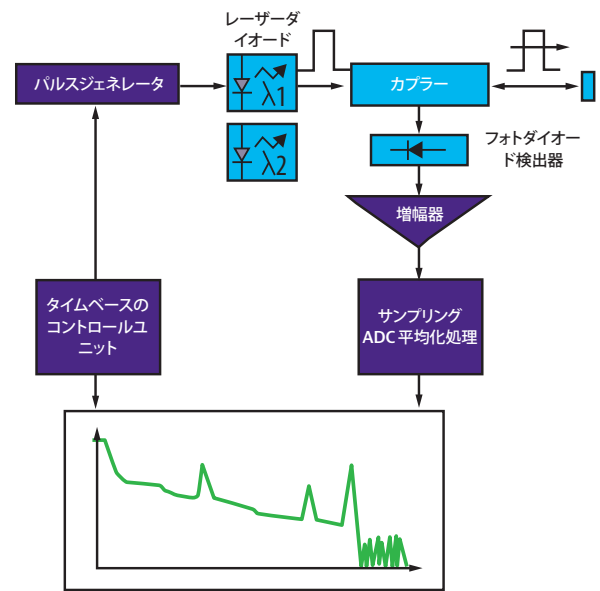 レーザーダ
イオード
パルスジェネレータ
λ1
カプラー
λ2
フォトダイオー
ド検出器
増幅器
タイムベースの
コントロールユ
ニット
サンプリング
ADC 平均化処理